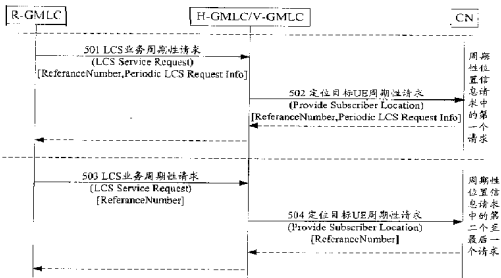 R-GMLC
H-GMLC/V-GMLC
CN
501 LCS业务周期性请求
(LCS Service Request)
[ReferanceNumber,Periodic LCS Request Info]
502 定位目标UE周期性请求
(Provide Subscriber Location)
[ReferanceNumber,Periodic LCS Request Info]
周期
性位
置信
息请
求中
的第
一个
请求
503 LCS业务周期性请求
(LCS Service Request)
[ReferanceNumber]
504 定位目标UE周期性请求
(Provide Subscriber Location)
[ReferanceNumber]
周期性
位置信
息请求
中的第
二个至
最后一
个请求